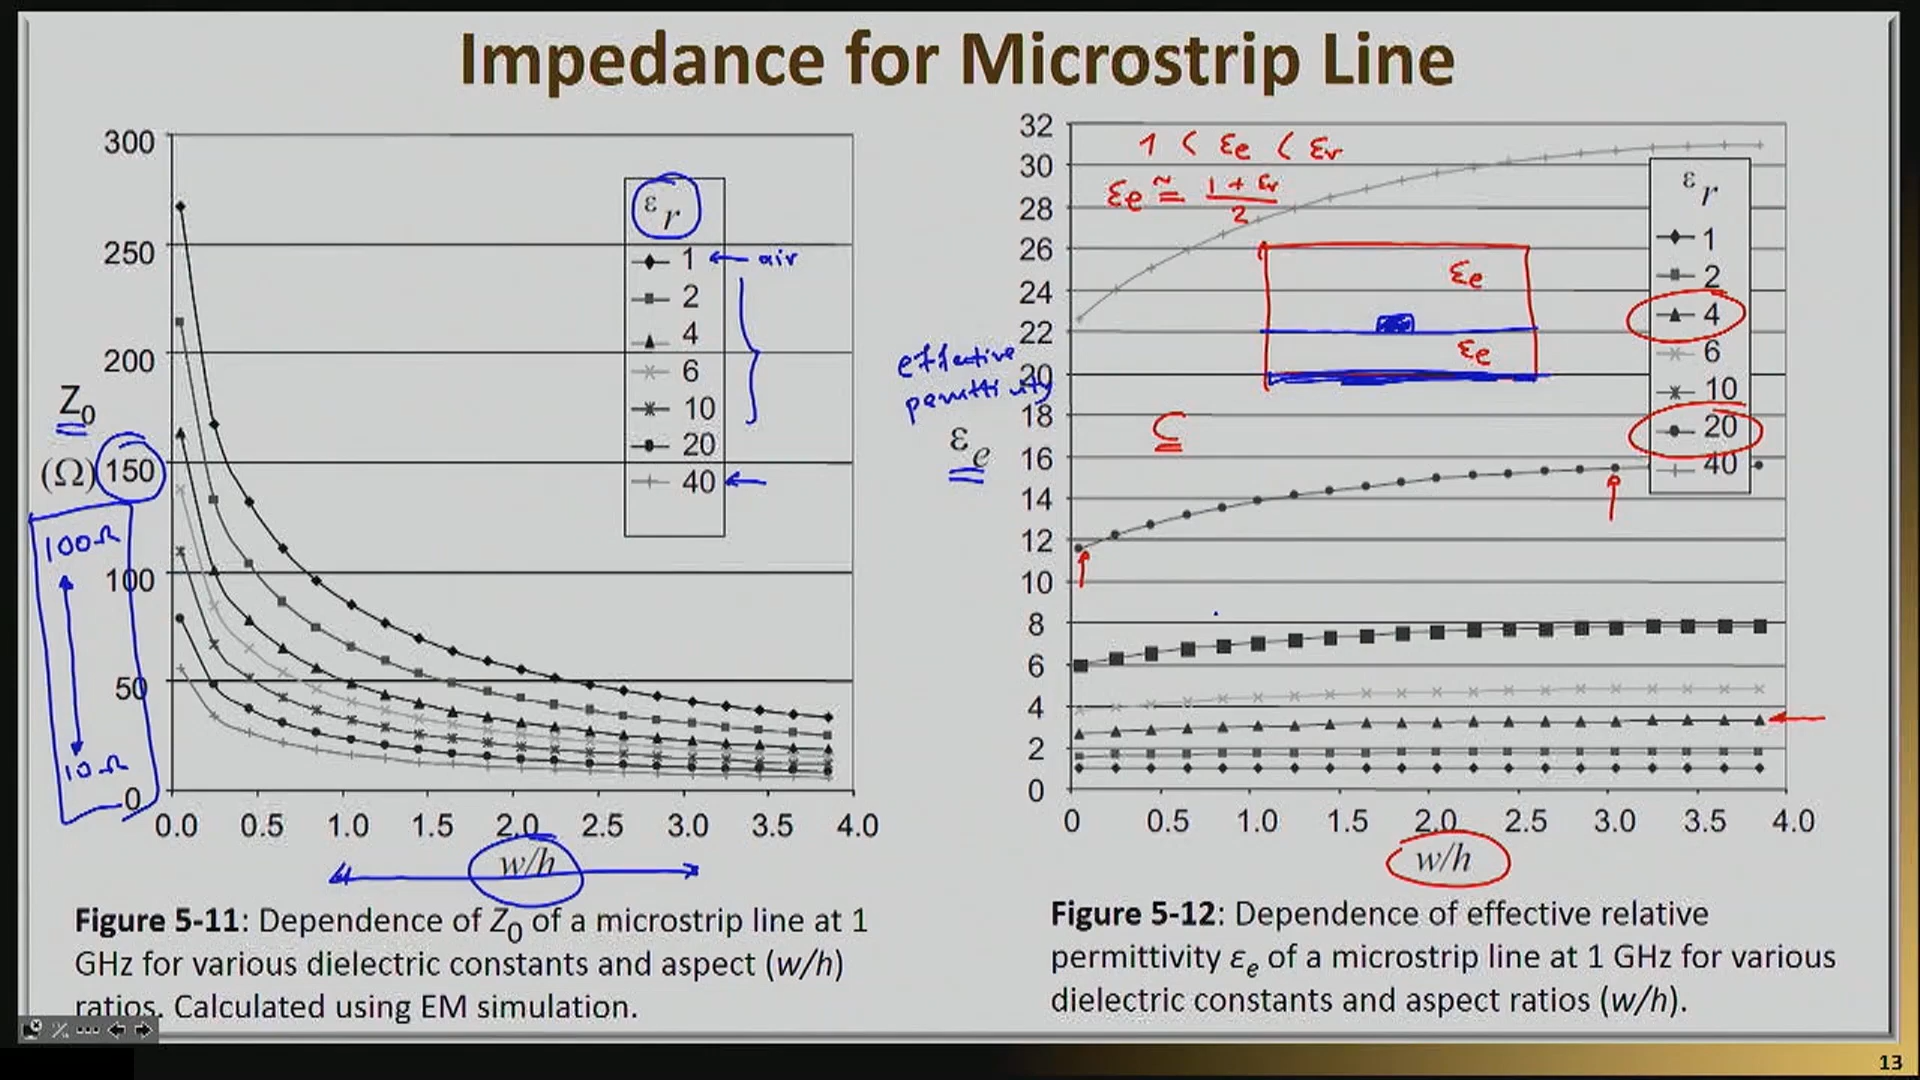 Impedance for Microstrip Line
300
250
200
150
100
50
0
Z0
(Ω)
100Ω
10Ω
0.0 0.5 1.0 1.5 2.0 2.5 3.0 3.5 4.0
w/h
εr
1 ← air
2
4
6
10
20
40 ←
Figure 5-11: Dependence of Z0 of a microstrip line at 1
GHz for various dielectric constants and aspect (w/h)
ratios. Calculated using EM simulation.
32
30
28
26
24
22
20
18
16
14
12
10
8
6
4
2
0
effective
permittivity
εe
1 < εe < εr
εe ≅ (1 + εr)/2
εe
εe
C
εr
1
2
4
6
10
20
40
0 0.5 1.0 1.5 2.0 2.5 3.0 3.5 4.0
w/h
Figure 5-12: Dependence of effective relative
permittivity εe of a microstrip line at 1 GHz for various
dielectric constants and aspect ratios (w/h).
13